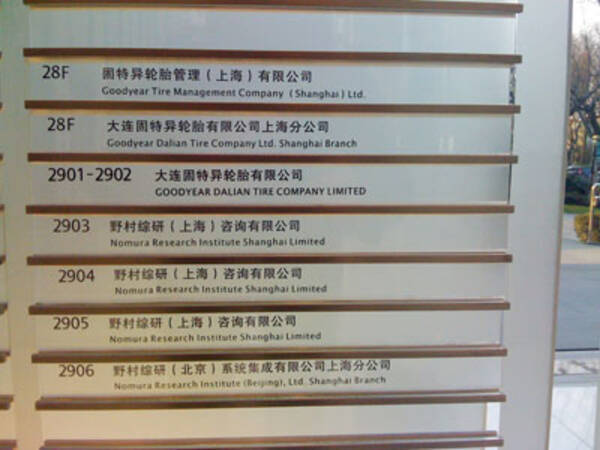 28F 固特异轮胎管理（上海）有限公司
Goodyear Tire Management Company （Shanghai) Ltd.
28F 大连固特异轮胎有限公司上海分公司
Goodyear Dalian Tire Company Ltd. Shanghai Branch
2901-2902 大连固特异轮胎有限公司
GOODYEAR DALIAN TIRE COMPANY LIMITED
2903 野村综研（上海）咨询有限公司
Nomura Research Institute Shanghai Limited
2904 野村综研（上海）咨询有限公司
Nomura Research Institute Shanghai Limited
2905 野村综研（上海）咨询有限公司
Nomura Research Institute Shanghai Limited
2906 野村综研（北京）系统集成有限公司上海分公司
Nomura Research Institute (Beijing), Ltd. Shanghai Branch